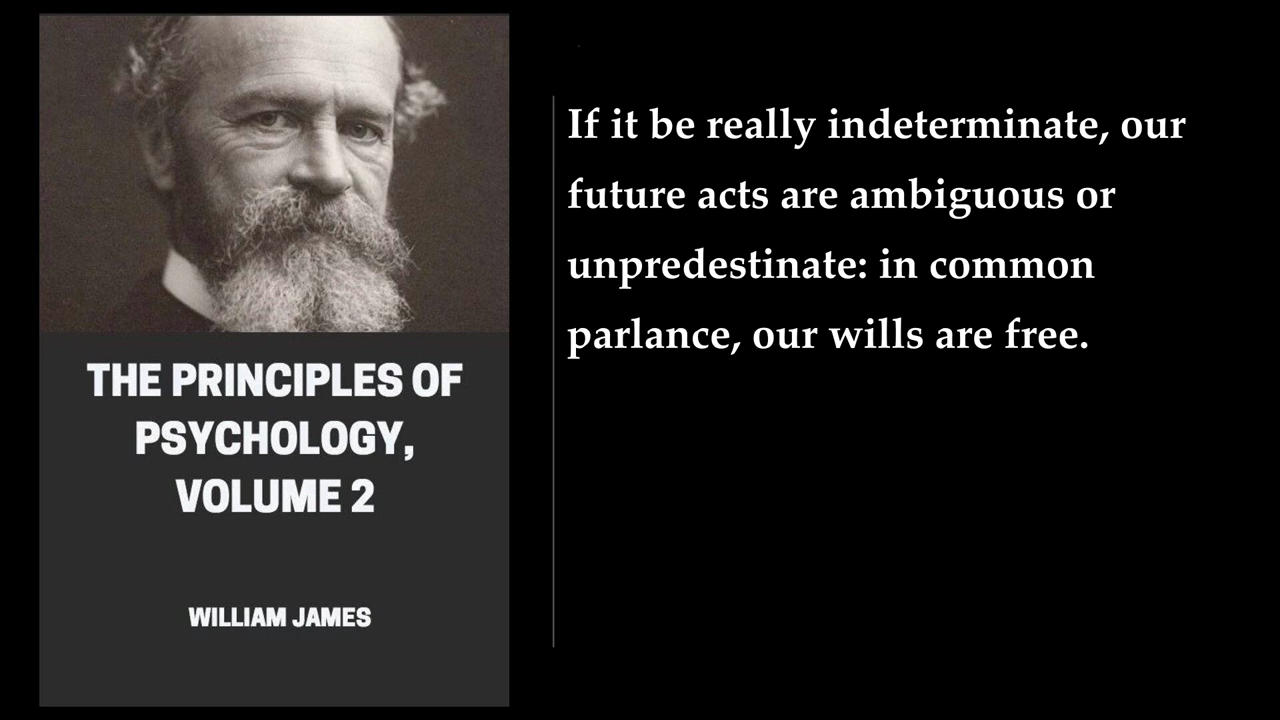 THE PRINCIPLES OF
PSYCHOLOGY,
VOLUME 2
WILLIAM JAMES
If it be really indeterminate, our
future acts are ambiguous or
unpredestinate: in common
parlance, our wills are free.